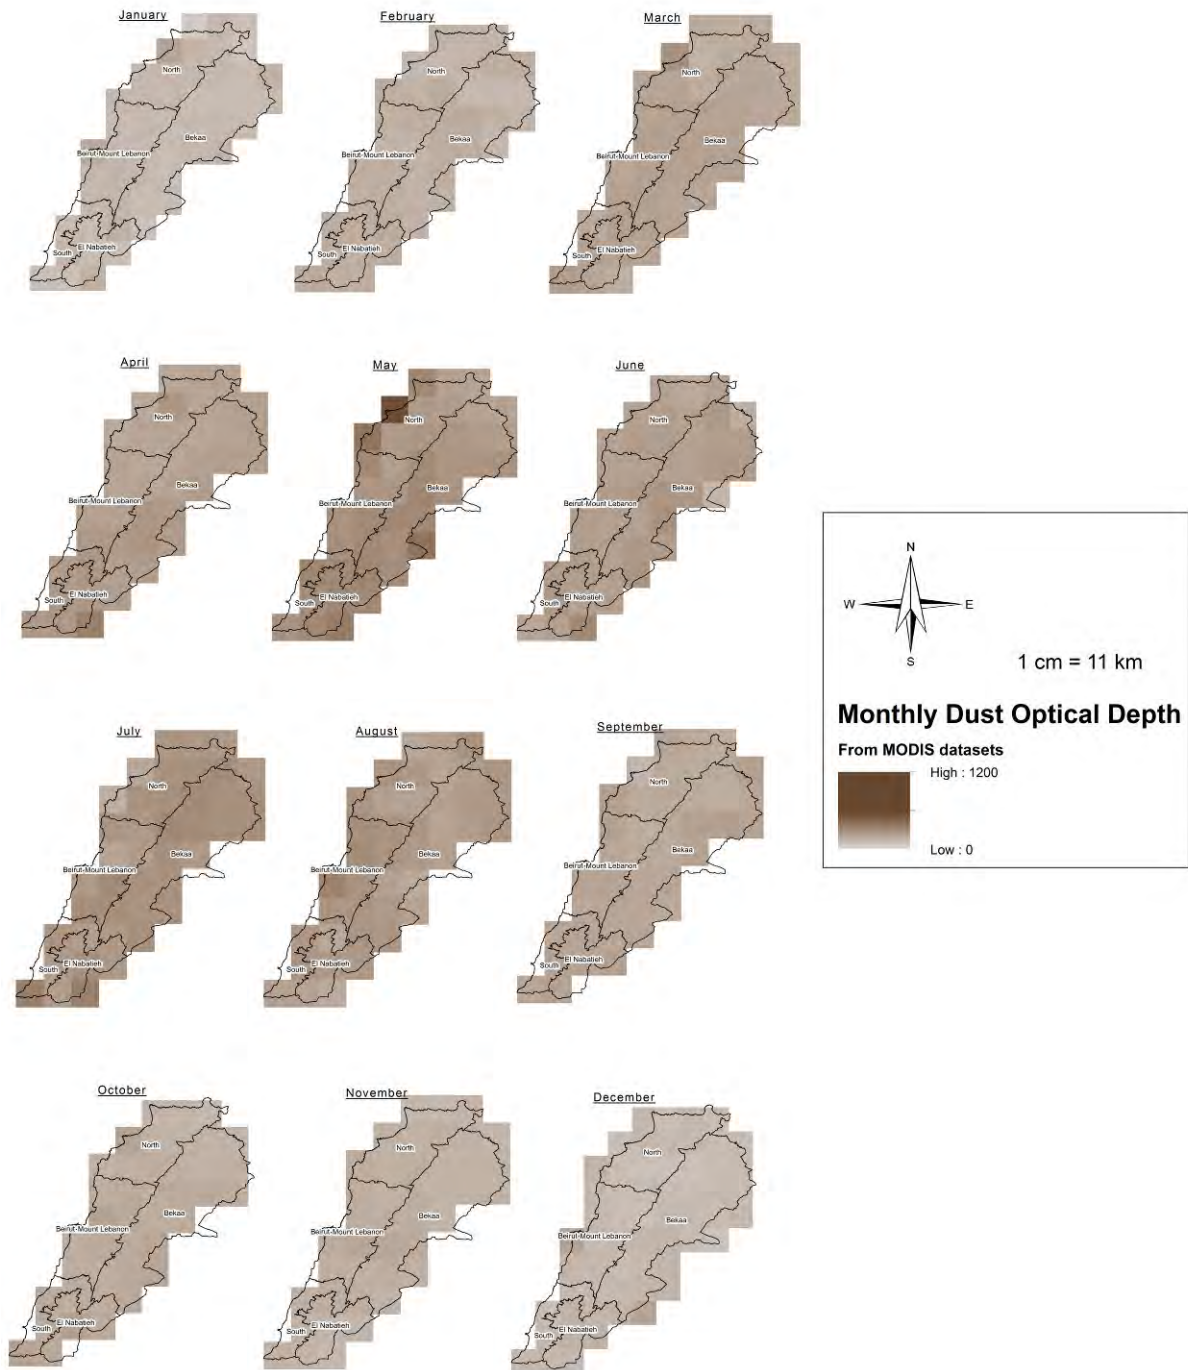 January
North
Bekaa
Beirut-Mount Lebanon
El Nabatieh
South
February
North
Bekaa
Beirut-Mount Lebanon
El Nabatieh
South
March
North
Bekaa
Beirut-Mount Lebanon
El Nabatieh
South
April
North
Bekaa
Beirut-Mount Lebanon
El Nabatieh
South
May
North
Bekaa
Beirut-Mount Lebanon
El Nabatieh
South
June
North
Bekaa
Beirut-Mount Lebanon
El Nabatieh
South
N
W
E
S
1 cm = 11 km
Monthly Dust Optical Depth
From MODIS datasets
High : 1200
Low : 0
July
North
Bekaa
Beirut-Mount Lebanon
El Nabatieh
South
August
North
Bekaa
Beirut-Mount Lebanon
El Nabatieh
South
September
North
Bekaa
Beirut-Mount Lebanon
El Nabatieh
South
October
North
Bekaa
Beirut-Mount Lebanon
El Nabatieh
South
November
North
Bekaa
Beirut-Mount Lebanon
El Nabatieh
South
December
North
Bekaa
Beirut-Mount Lebanon
El Nabatieh
South